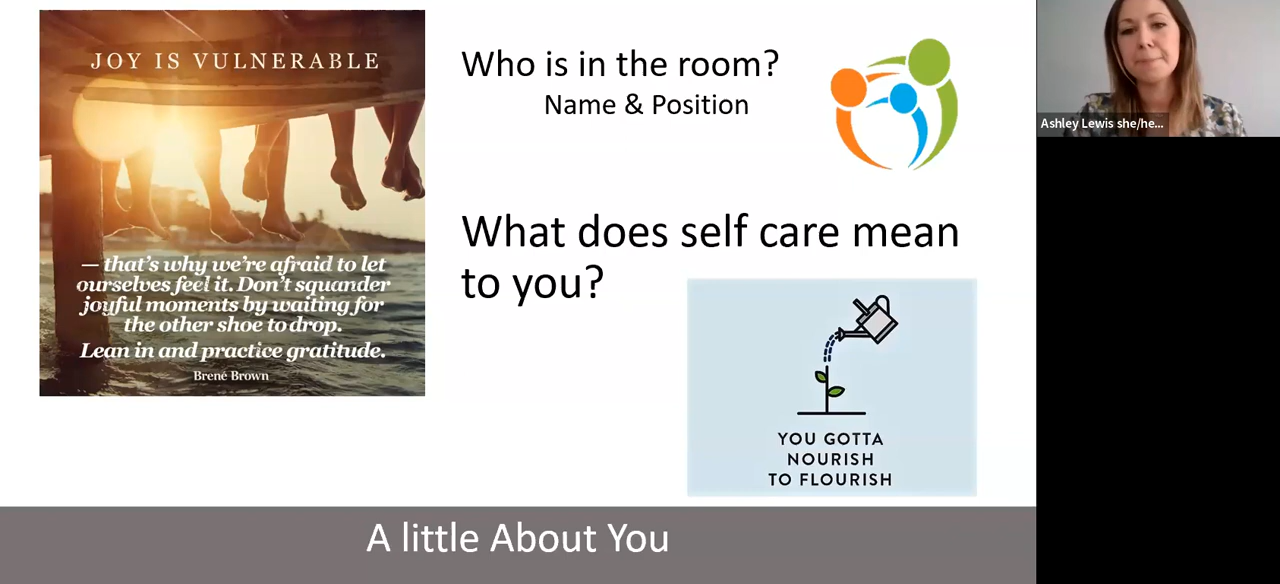 JOY IS VULNERABLE
— that's why we're afraid to let
ourselves feel it. Don't squander
joyful moments by waiting for
the other shoe to drop.
Lean in and practice gratitude.
Brené Brown
Who is in the room?
Name & Position
What does self care mean
to you?
YOU GOTTA
NOURISH
TO FLOURISH
A little About You
Ashley Lewis she/he...